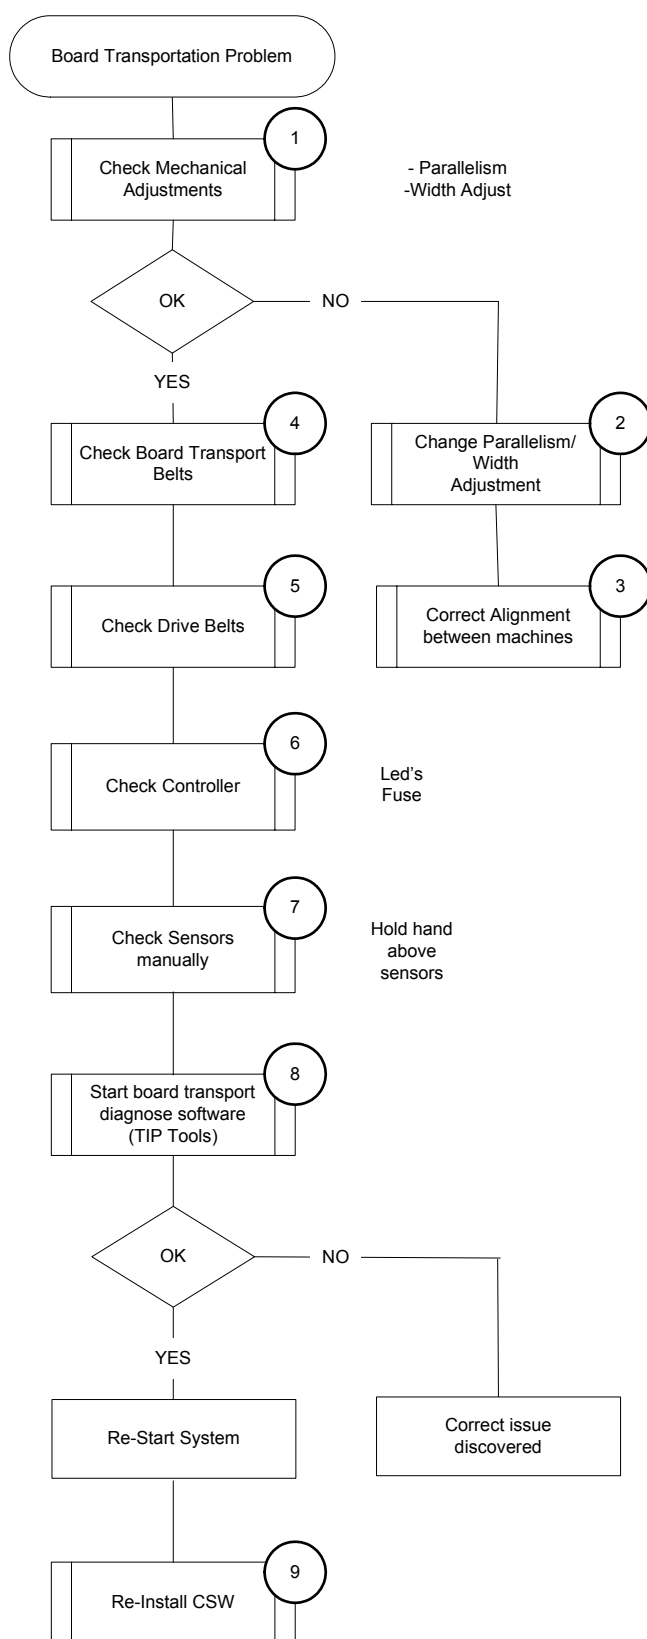 Board Transportation Problem
1
Check Mechanical
Adjustments
- Parallelism
-Width Adjust
OK
NO
YES
4
Check Board Transport
Belts
2
Change Parallelism/
Width
Adjustment
5
Check Drive Belts
3
Correct Alignment
between machines
6
Check Controller
Led's
Fuse
7
Check Sensors
manually
Hold hand
above
sensors
8
Start board transport
diagnose software
(TIP Tools)
OK
NO
YES
Re-Start System
Correct issue
discovered
9
Re-Install CSW